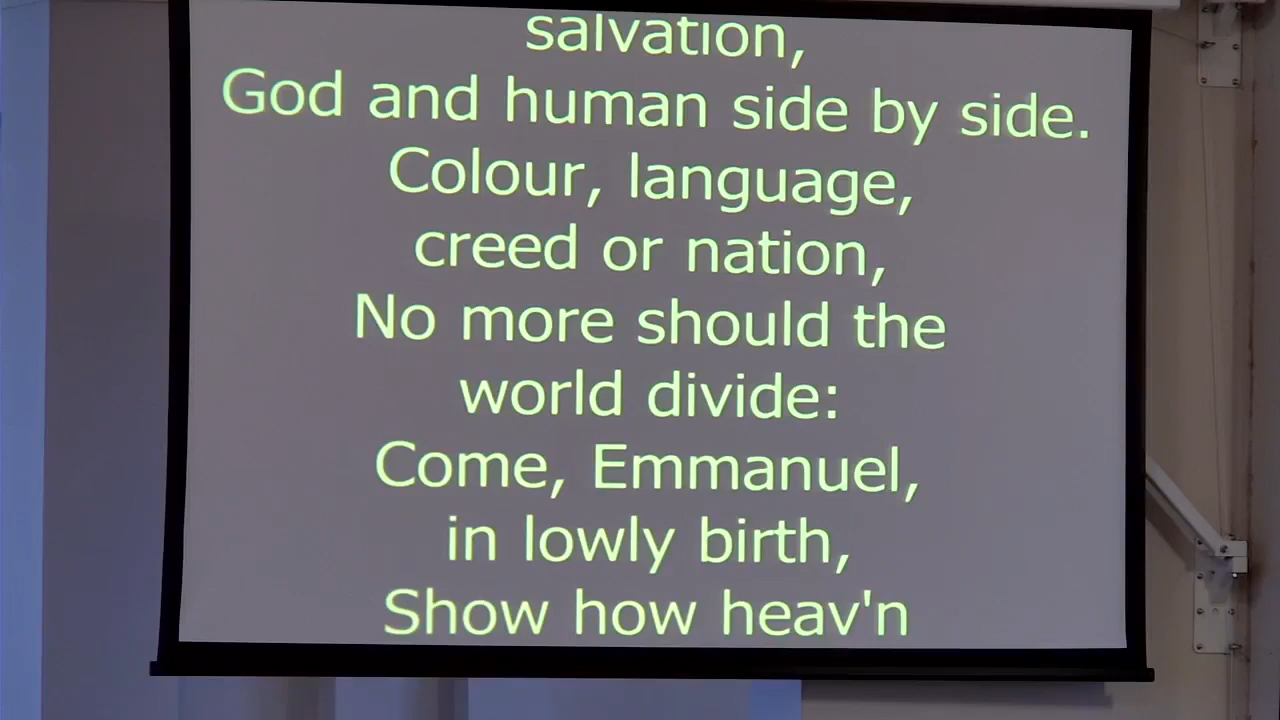 salvation,
God and human side by side.
Colour, language,
creed or nation,
No more should the
world divide:
Come, Emmanuel,
in lowly birth,
Show how heav'n